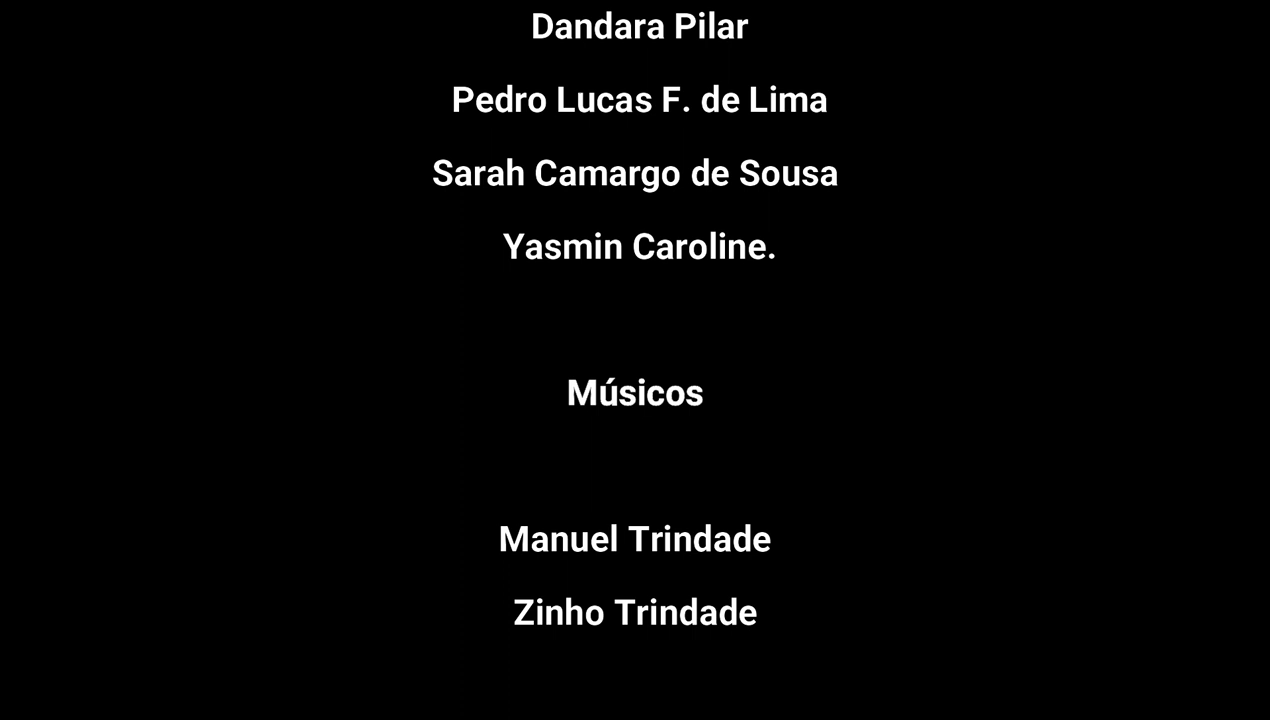 Dandara Pilar
Pedro Lucas F. de Lima
Sarah Camargo de Sousa
Yasmin Caroline.
Músicos
Manuel Trindade
Zinho Trindade